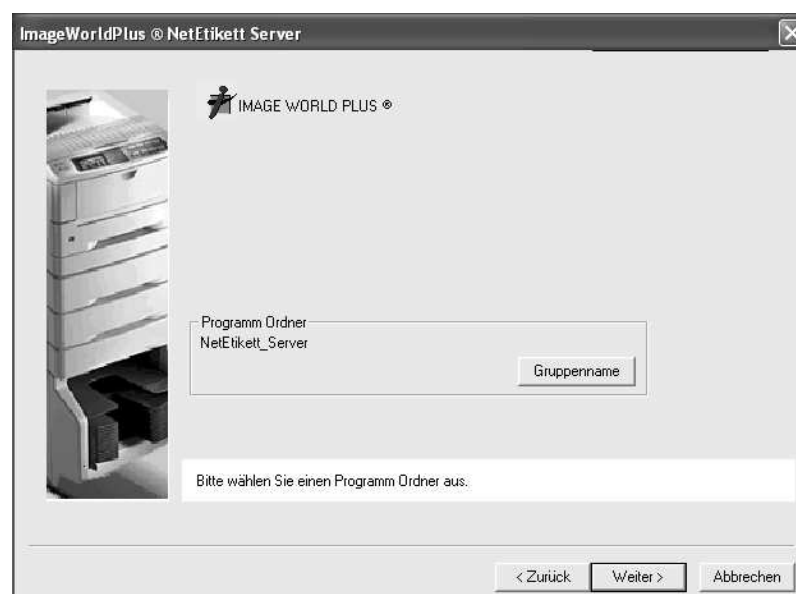 ImageWorldPlus ® NetEtikett Server
IMAGE WORLD PLUS ®
Programm Ordner
NetEtikett_Server
Gruppenname
Bitte wählen Sie einen Programm Ordner aus.
< Zurück
Weiter >
Abbrechen